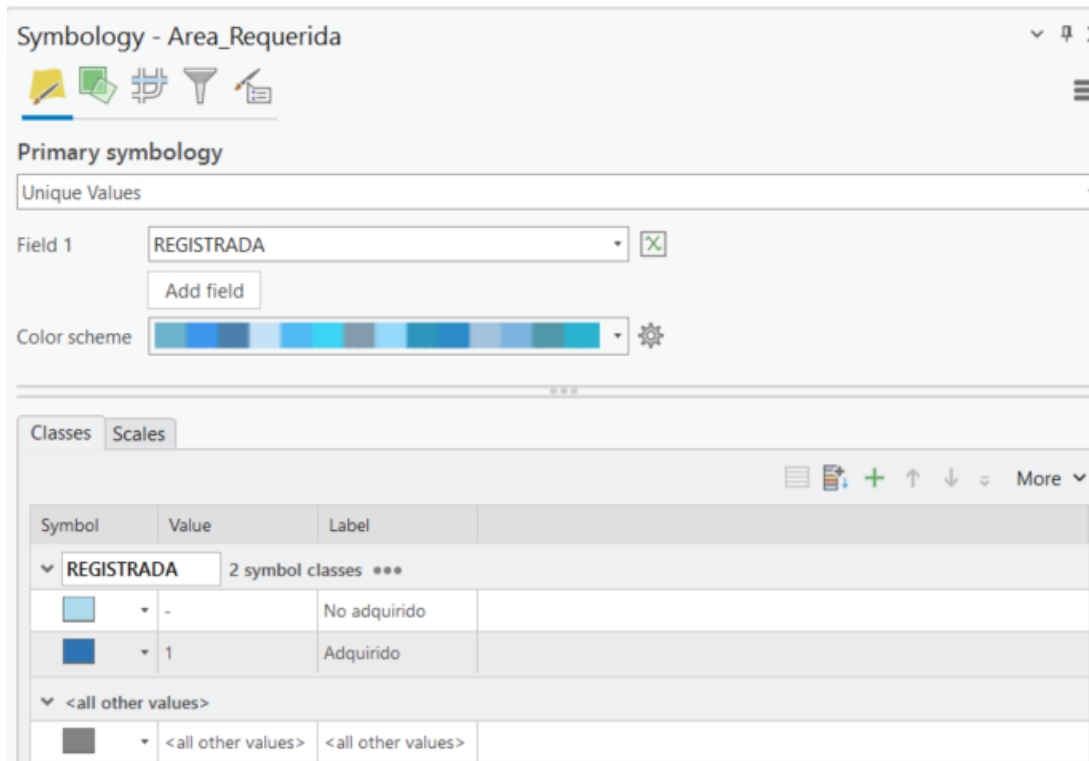 Symbology - Area_Requerida
Primary symbology
Unique Values
Field 1 REGISTRADA
Add field
Color scheme
Classes Scales
More
Symbol Value Label
REGISTRADA 2 symbol classes
- No adquirido
1 Adquirido
<all other values>
<all other values> <all other values>